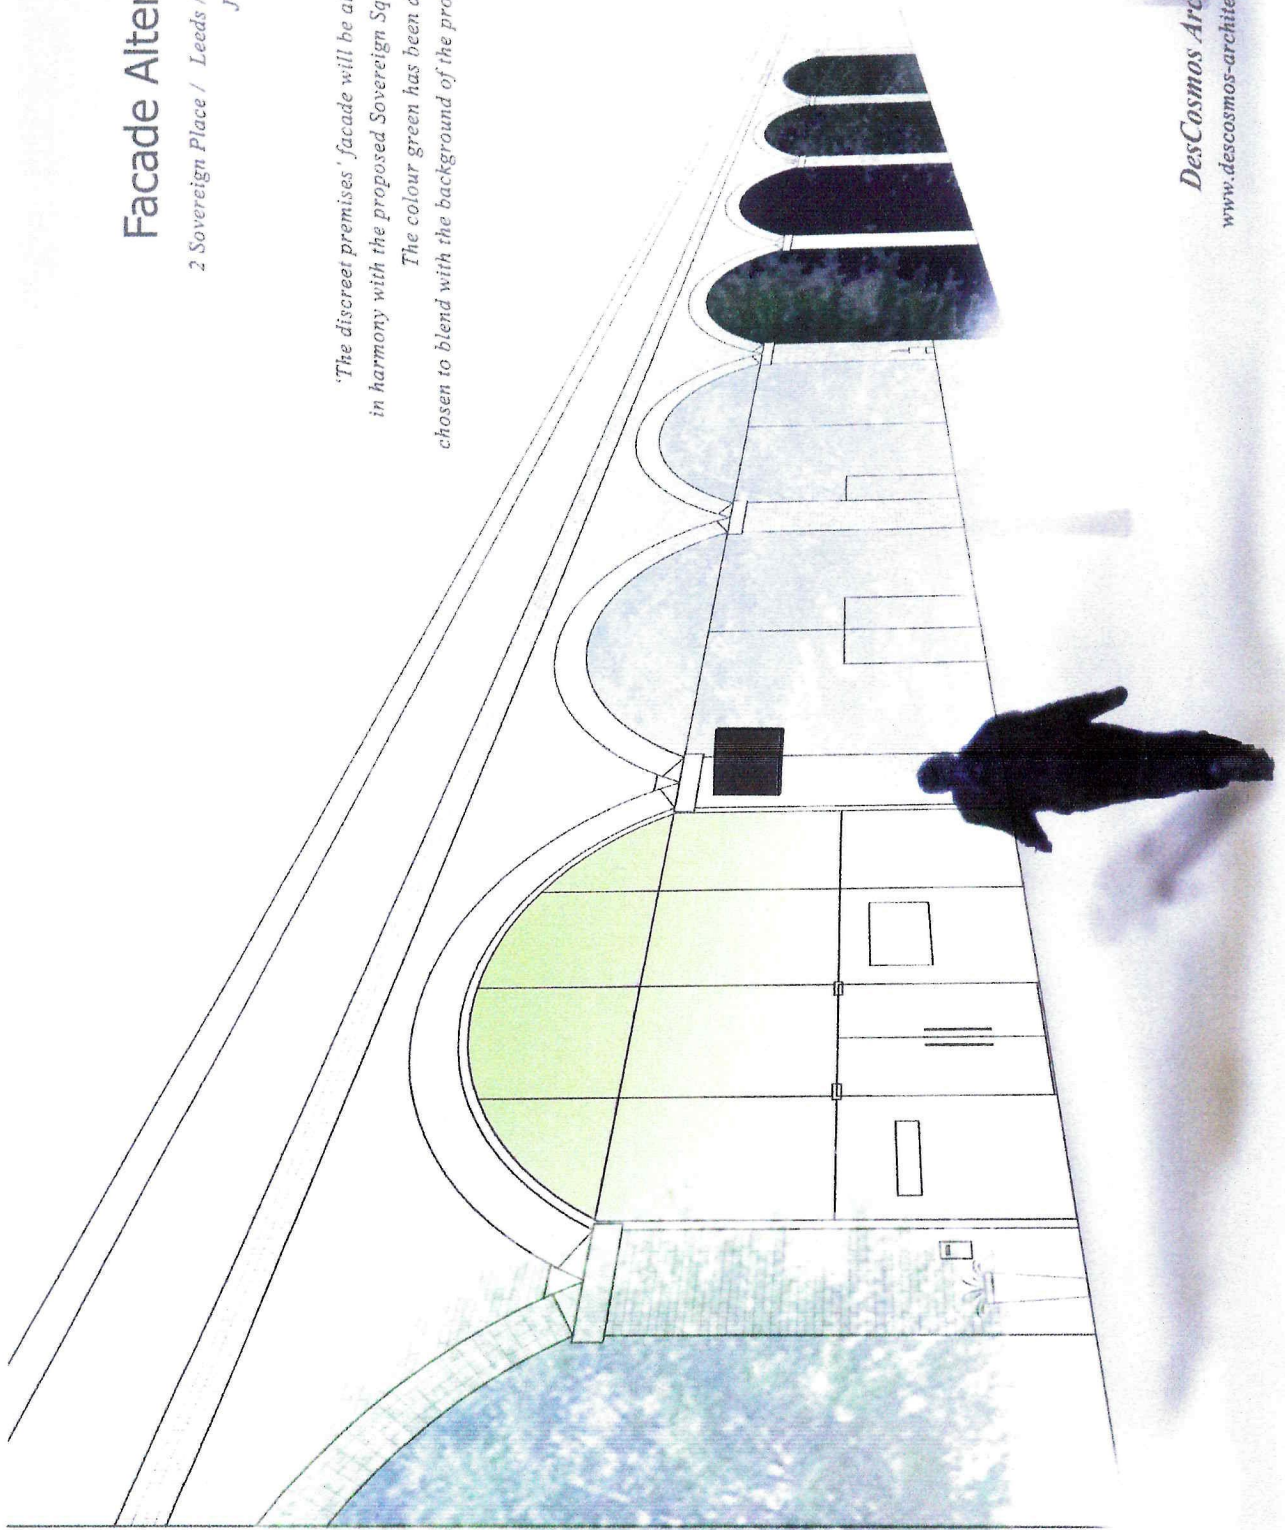 Facade Alter
2 Sovereign Place / Leeds /
J
'The discreet premises' facade will be a
in harmony with the proposed Sovereign Sq
The colour green has been
chosen to blend with the background of the pro
DesCosmos Arc
www.descosmos-archite